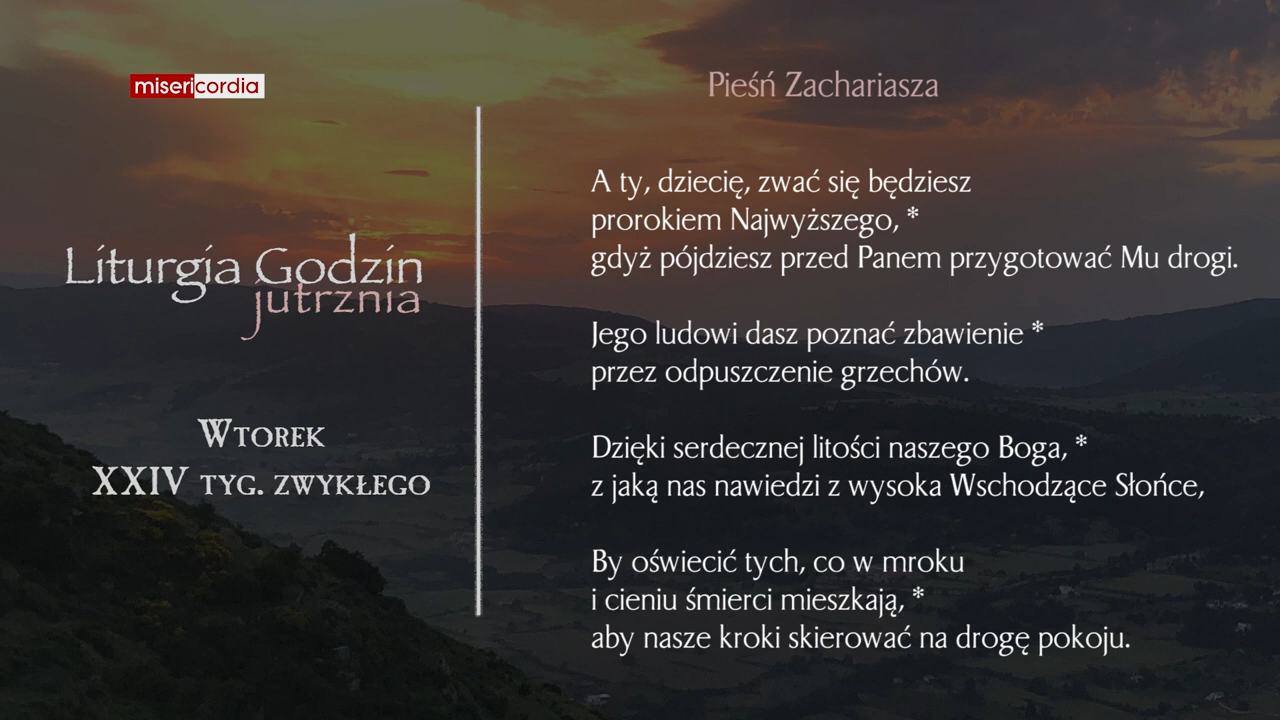 misericordia
Liturgia Godzin
jutrznia
Wtorek
XXIV tyg. zwykłego
Pieśń Zachariasza
A ty, dziecię, zwać się będziesz
prorokiem Najwyższego, *
gdyż pójdziesz przed Panem przygotować Mu drogi.
Jego ludowi dasz poznać zbawienie *
przez odpuszczenie grzechów.
Dzięki serdecznej litości naszego Boga, *
z jaką nas nawiedzi z wysoka Wschodzące Słońce,
By oświecić tych, co w mroku
i cieniu śmierci mieszkają, *
aby nasze kroki skierować na drogę pokoju.